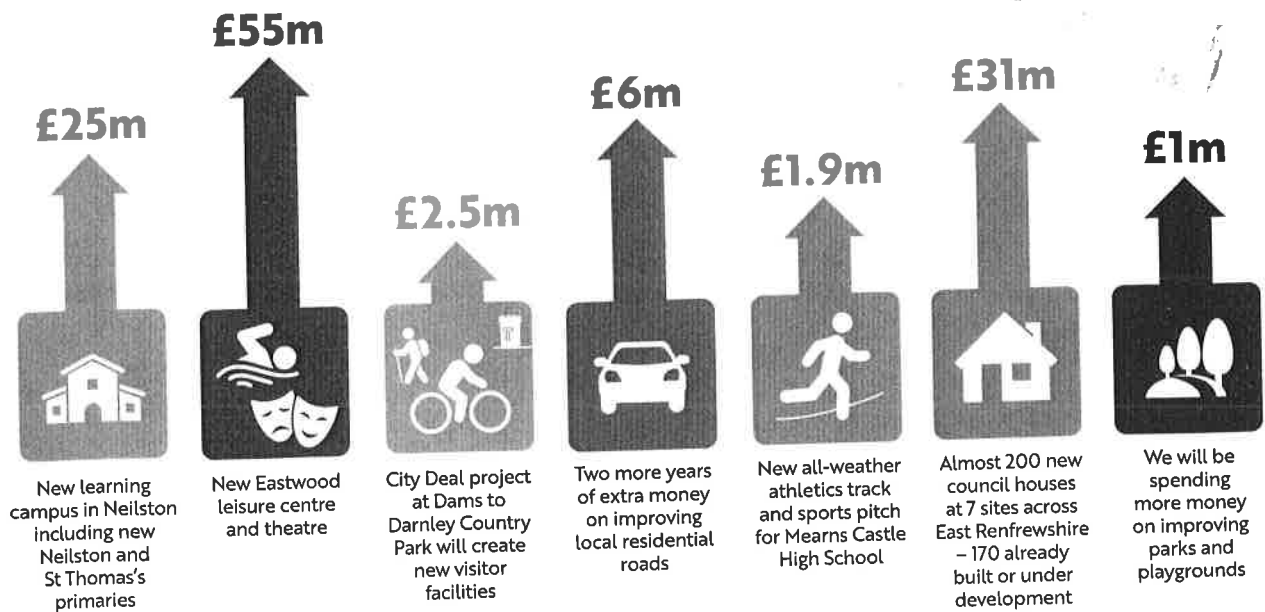 £25m
New learning
campus in Neilston
including new
Neilston and
St Thomas's
primaries
£55m
New Eastwood
leisure centre
and theatre
£2.5m
City Deal project
at Dams to
Darnley Country
Park will create
new visitor
facilities
£6m
Two more years
of extra money
on improving
local residential
roads
£1.9m
New all-weather
athletics track
and sports pitch
for Mearns Castle
High School
£31m
Almost 200 new
council houses
at 7 sites across
East Renfrewshire
– 170 already
built or under
development
£1m
We will be
spending
more money
on improving
parks and
playgrounds